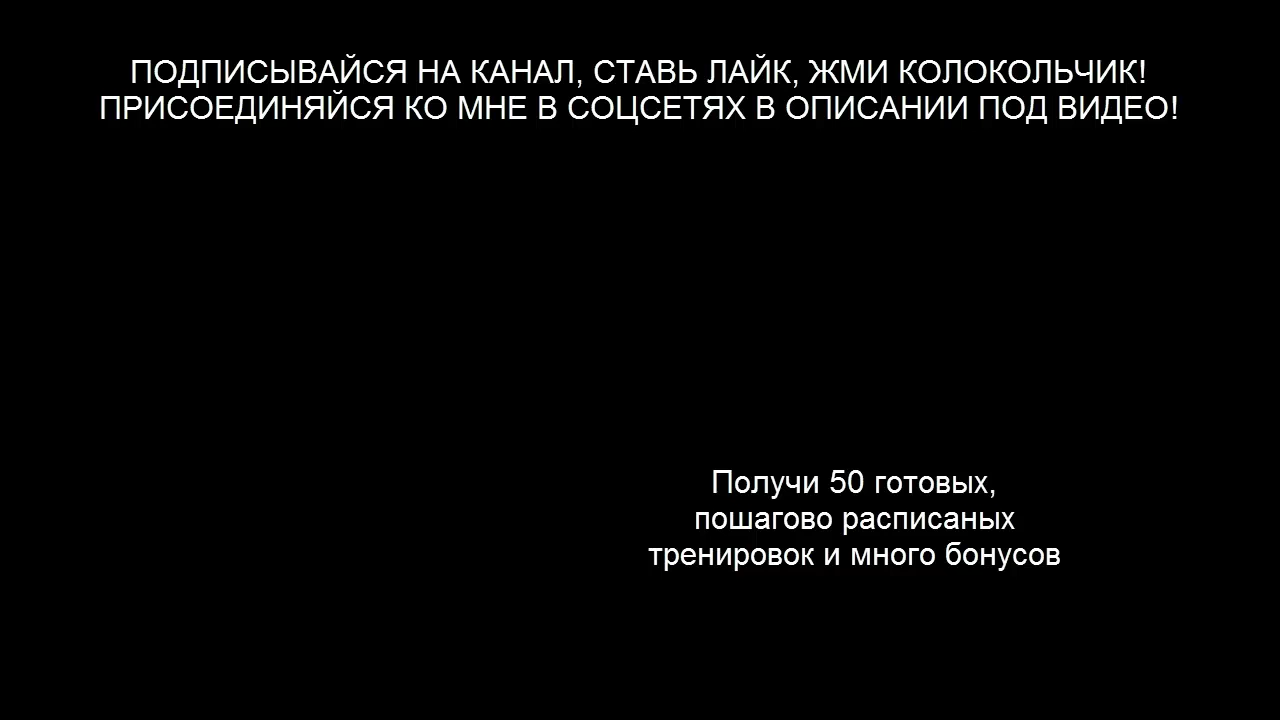 ПОДПИСЫВАЙСЯ НА КАНАЛ, СТАВЬ ЛАЙК, ЖМИ КОЛОКОЛЬЧИК!
ПРИСОЕДИНЯЙСЯ КО МНЕ В СОЦСЕТЯХ В ОПИСАНИИ ПОД ВИДЕО!
Получи 50 готовых,
пошагово расписаных
тренировок и много бонусов